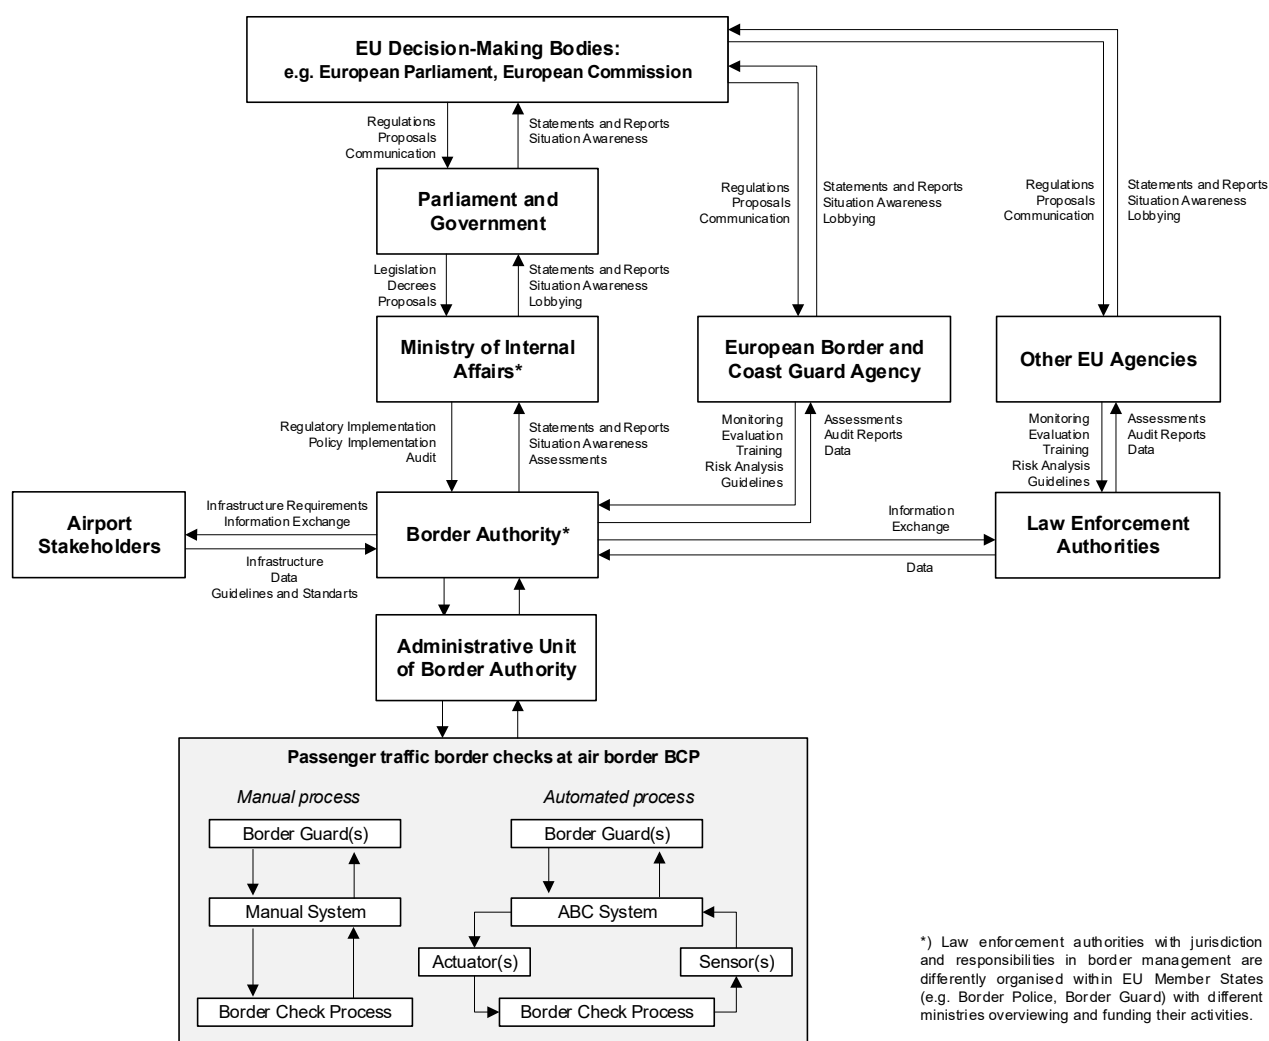 EU Decision-Making Bodies:
e.g. European Parliament, European Commission
Regulations
Proposals
Communication
Statements and Reports
Situation Awareness
Parliament and
Government
Regulations
Proposals
Communication
Statements and Reports
Situation Awareness
Lobbying
Regulations
Proposals
Communication
Statements and Reports
Situation Awareness
Lobbying
Legislation
Decrees
Proposals
Statements and Reports
Situation Awareness
Lobbying
Ministry of Internal
Affairs*
European Border and
Coast Guard Agency
Other EU Agencies
Regulatory Implementation
Policy Implementation
Audit
Statements and Reports
Situation Awareness
Assessments
Monitoring
Evaluation
Training
Risk Analysis
Guidelines
Assessments
Audit Reports
Data
Monitoring
Evaluation
Training
Risk Analysis
Guidelines
Assessments
Audit Reports
Data
Airport
Stakeholders
Infrastructure Requirements
Information Exchange
Infrastructure
Data
Guidelines and Standarts
Border Authority*
Information
Exchange
Data
Law Enforcement
Authorities
Administrative Unit
of Border Authority
Passenger traffic border checks at air border BCP
Manual process
Border Guard(s)
Manual System
Border Check Process
Automated process
Border Guard(s)
ABC System
Actuator(s)
Sensor(s)
Border Check Process
*) Law enforcement authorities with jurisdiction
and responsibilities in border management are
differently organised within EU Member States
(e.g. Border Police, Border Guard) with different
ministries overviewing and funding their activities.